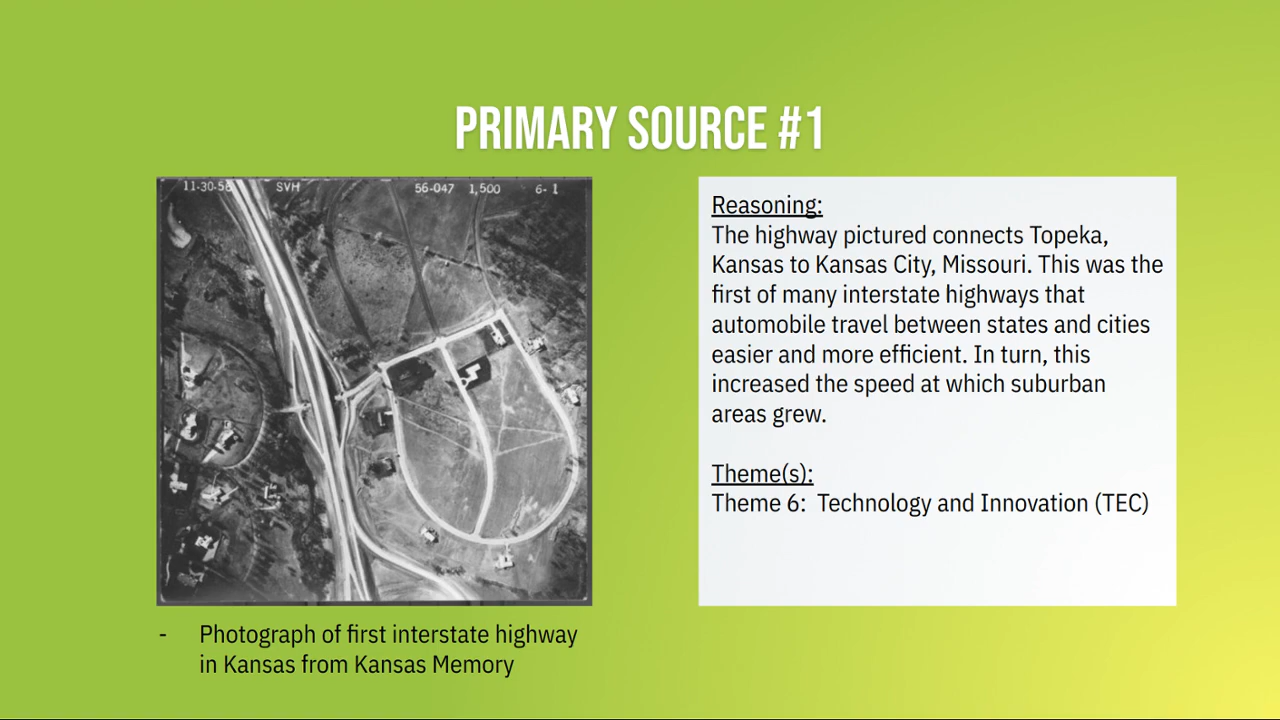 PRIMARY SOURCE #1
11-30-56 SVH 56-047 1,500 6-1
Reasoning:
The highway pictured connects Topeka,
Kansas to Kansas City, Missouri. This was the
first of many interstate highways that
automobile travel between states and cities
easier and more efficient. In turn, this
increased the speed at which suburban
areas grew.
Theme(s):
Theme 6: Technology and Innovation (TEC)
- Photograph of first interstate highway
in Kansas from Kansas Memory